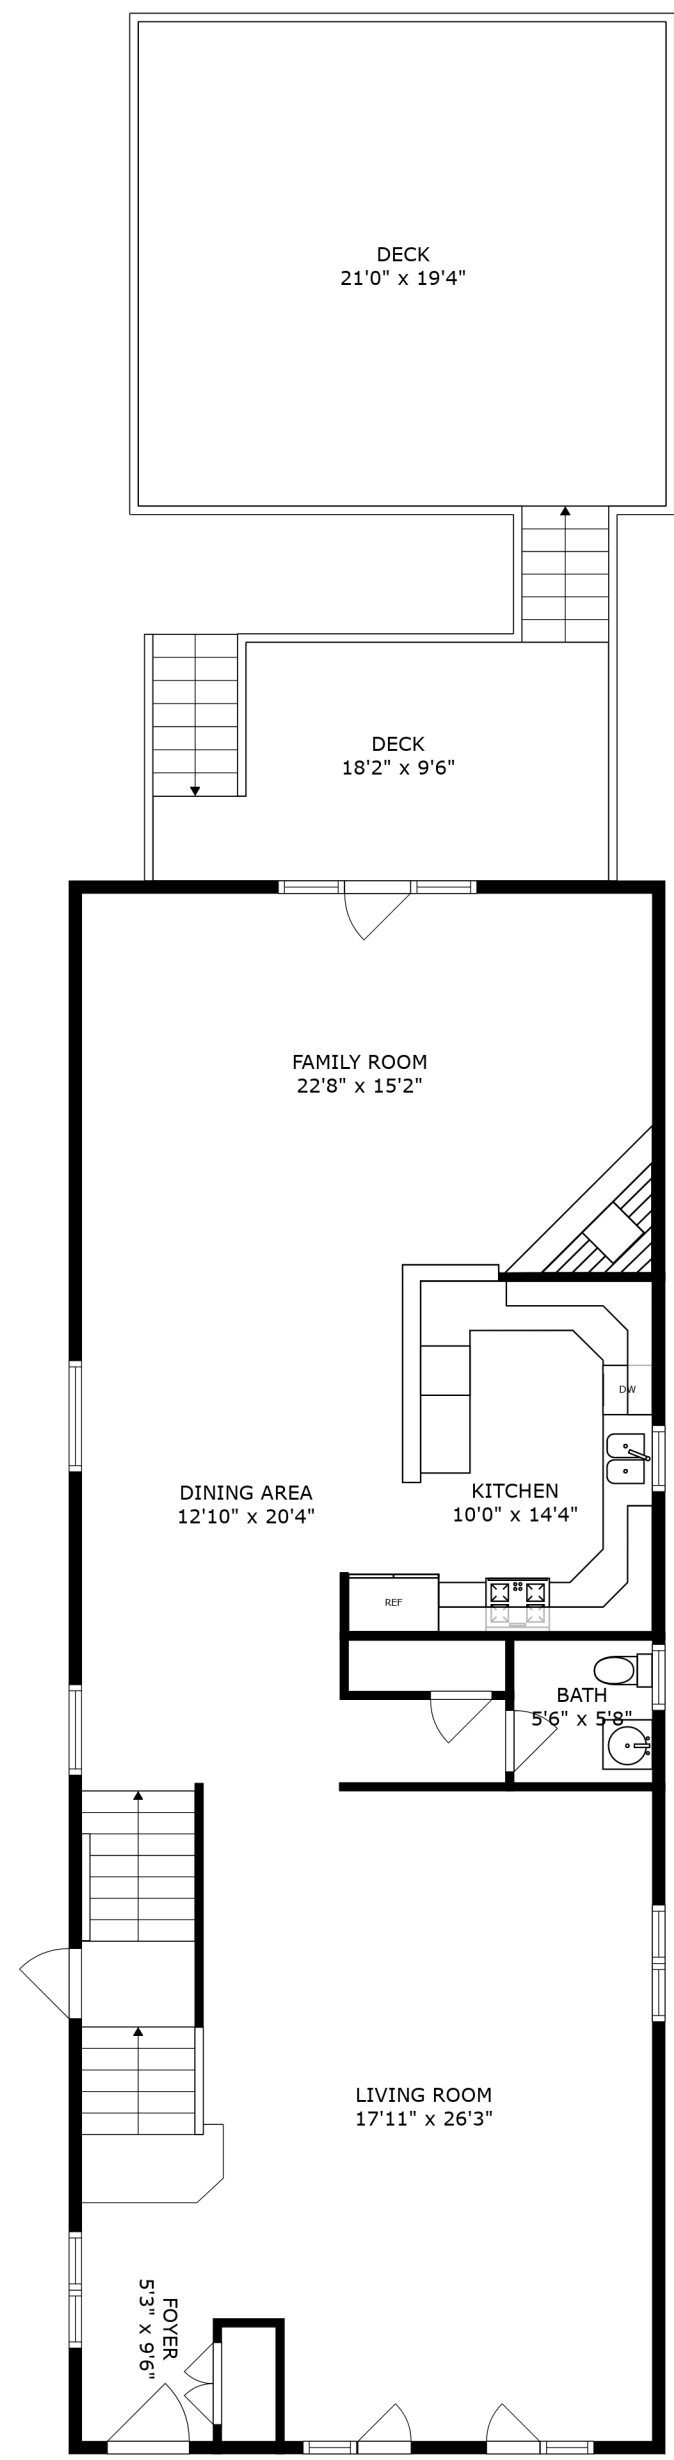 DECK
21'0" x 19'4"
DECK
18'2" x 9'6"
FAMILY ROOM
22'8" x 15'2"
DW
DINING AREA
12'10" x 20'4"
KITCHEN
10'0" x 14'4"
REF
BATH
5'6" x 5'8"
LIVING ROOM
17'11" x 26'3"
FOYER
5'3" x 9'6"